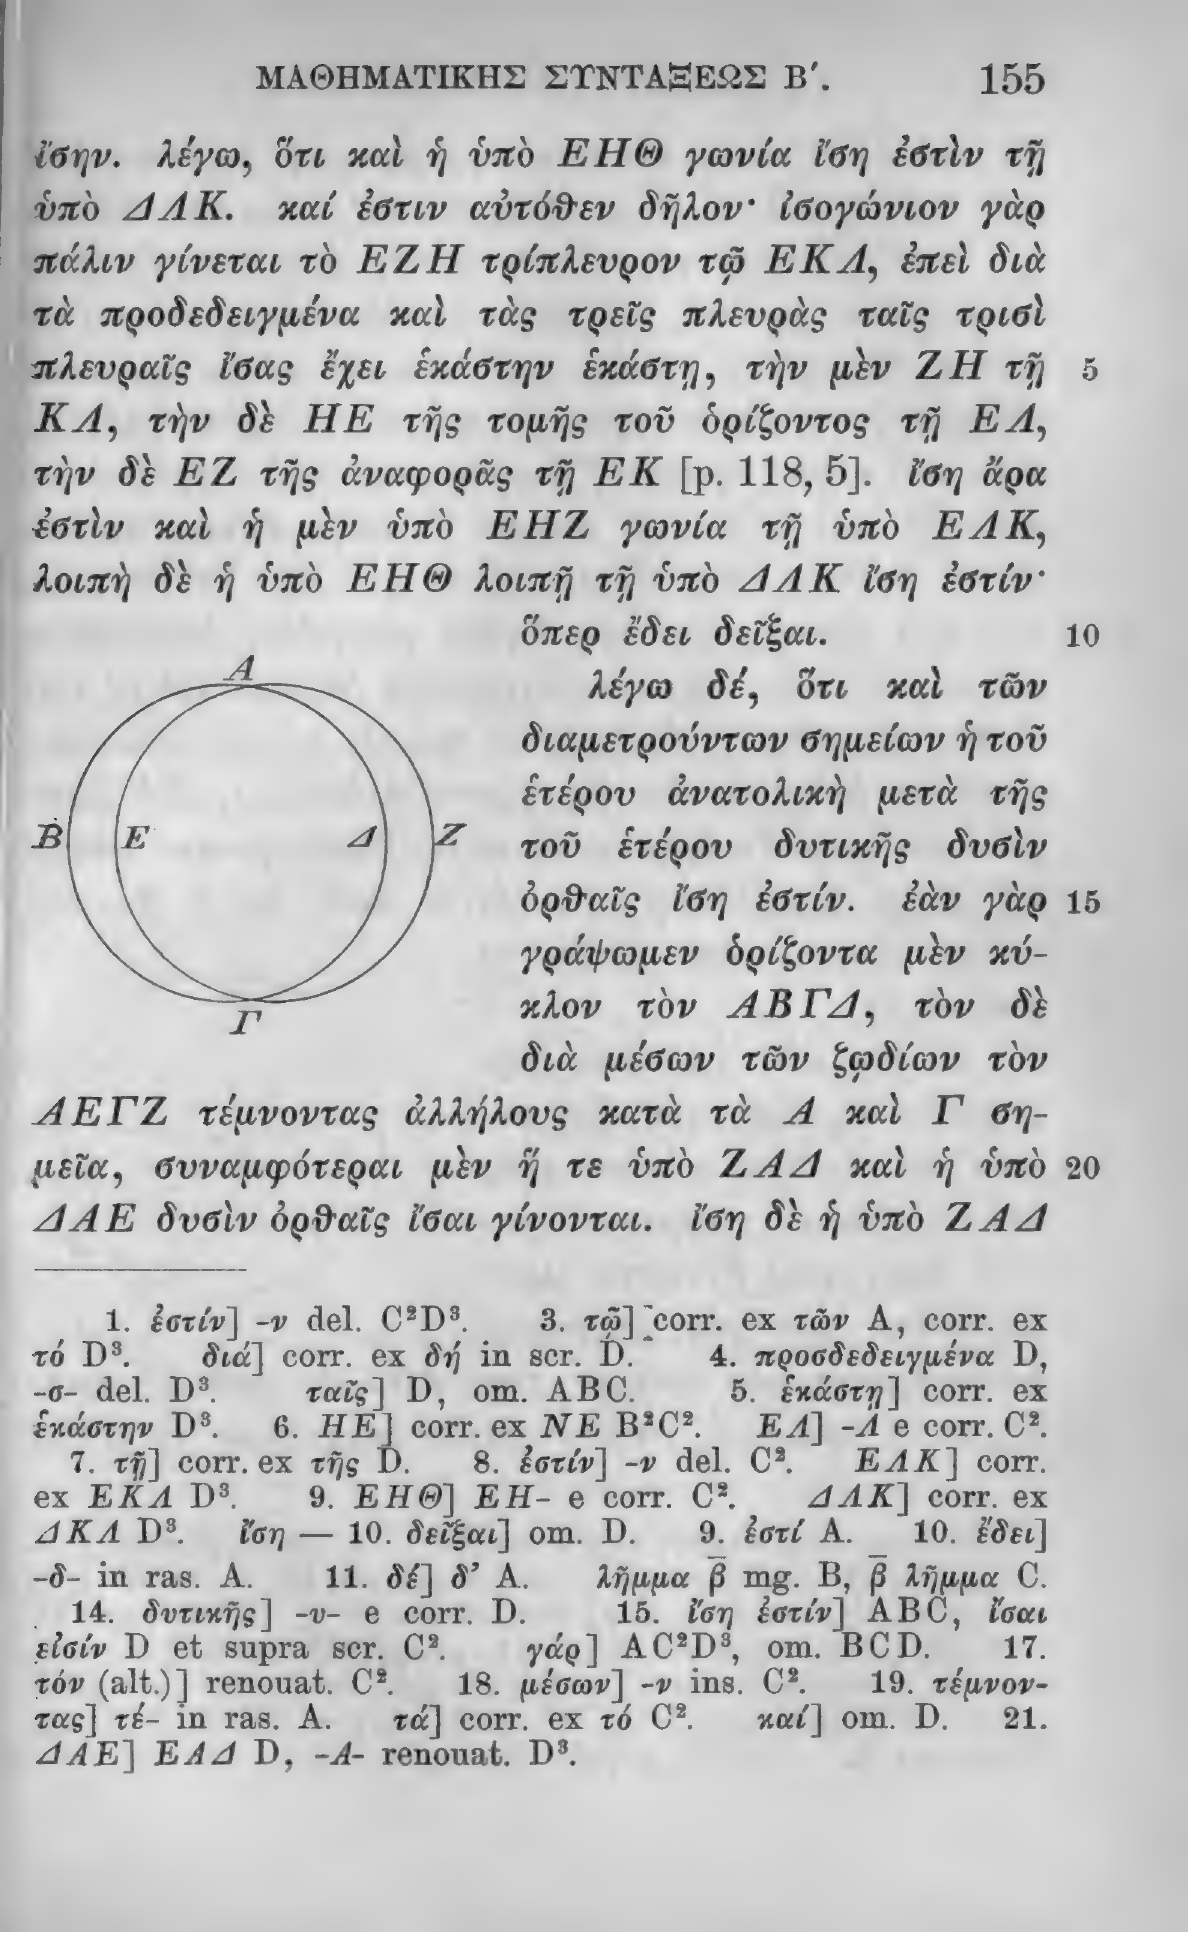 ΜΑΘΗΜΑΤΙΚΗΣ ΣΥΝΤΑΞΕΩΣ Β′. 155
ἴσην. λέγω, ὅτι καὶ ἡ ὑπὸ ΕΗΘ γωνία ἴση ἐστὶν τῇ
ὑπὸ ΔΛΚ. καί ἐστιν αὐτόθεν δῆλον· ἰσογώνιον γὰρ
πάλιν γίνεται τὸ ΕΖΗ τρίπλευρον τῷ ΕΚΛ, ἐπεὶ διὰ
τὰ προδεδειγμένα καὶ τὰς τρεῖς πλευρὰς ταῖς τρισὶ
πλευραῖς ἴσας ἔχει ἑκάστην ἑκάστῃ, τὴν μὲν ΖΗ τῇ 5
ΚΛ, τὴν δὲ ΗΕ τῆς τομῆς τοῦ ὁρίζοντος τῇ ΕΛ,
τὴν δὲ ΕΖ τῆς ἀναφορᾶς τῇ ΕΚ [p. 118, 5]. ἴση ἄρα
ἐστὶν καὶ ἡ μὲν ὑπὸ ΕΗΖ γωνία τῇ ὑπὸ ΕΛΚ,
λοιπὴ δὲ ἡ ὑπὸ ΕΗΘ λοιπῇ τῇ ὑπὸ ΔΛΚ ἴση ἐστίν·
ὅπερ ἔδει δεῖξαι. 10
λέγω δέ, ὅτι καὶ τῶν
διαμετρούντων σημείων ἡ τοῦ
ἑτέρου ἀνατολικὴ μετὰ τῆς
τοῦ ἑτέρου δυτικῆς δυσὶν
ὀρθαῖς ἴση ἐστίν. ἐὰν γὰρ 15
γράψωμεν ὁρίζοντα μὲν κύ-
κλον τὸν ΑΒΓΔ, τὸν δὲ
διὰ μέσων τῶν ζῳδίων τὸν
Α
Β Ε Δ Ζ
Γ
ΑΕΓΖ τέμνοντας ἀλλήλους κατὰ τὰ Α καὶ Γ ση-
μεῖα, συναμφότεραι μὲν ἥ τε ὑπὸ ΖΑΔ καὶ ἡ ὑπὸ 20
ΔΑΕ δυσὶν ὀρθαῖς ἴσαι γίνονται. ἴση δὲ ἡ ὑπὸ ΖΑΔ
1. ἐστίν] -ν del. C²D³. 3. τῷ] corr. ex τῶν A, corr. ex
τό D³. διά] corr. ex δή in scr. D. 4. προσδεδειγμένα D,
-σ- del. D³. ταῖς] D, om. ABC. 5. ἑκάστῃ] corr. ex
ἑκάστην D³. 6. ΗΕ] corr. ex ΝΕ B²C². ΕΛ] -Λ e corr. C².
7. τῇ] corr. ex τῆς D. 8. ἐστίν] -ν del. C². ΕΛΚ] corr.
ex ΕΚΛ D³. 9. ΕΗΘ] ΕΗ- e corr. C². ΔΛΚ] corr. ex
ΔΚΛ D³. ἴση — 10. δεῖξαι] om. D. 9. ἐστί A. 10. ἔδει]
-δ- in ras. A. 11. δέ] δ’ A. λῆμμα β̄ mg. B, β̄ λῆμμα C.
14. δυτικῆς] -υ- e corr. D. 15. ἴση ἐστίν] ABC, ἴσαι
εἰσίν D et supra scr. C². γάρ] AC²D³, om. BCD. 17.
τόν (alt.)] renouat. C². 18. μέσων] -ν ins. C². 19. τέμνον-
τας] τέ- in ras. A. τά] corr. ex τό C². καί] om. D. 21.
ΔΑΕ] ΕΑΔ D, -Α- renouat. D³.